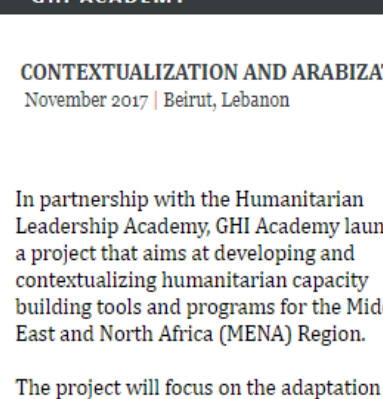 GHI ACADEMY
CONTEXTUALIZATION AND ARABIZAT
November 2017 | Beirut, Lebanon
In partnership with the Humanitarian
Leadership Academy, GHI Academy laun
a project that aims at developing and
contextualizing humanitarian capacity
building tools and programs for the Mid
East and North Africa (MENA) Region.
The project will focus on the adaptation